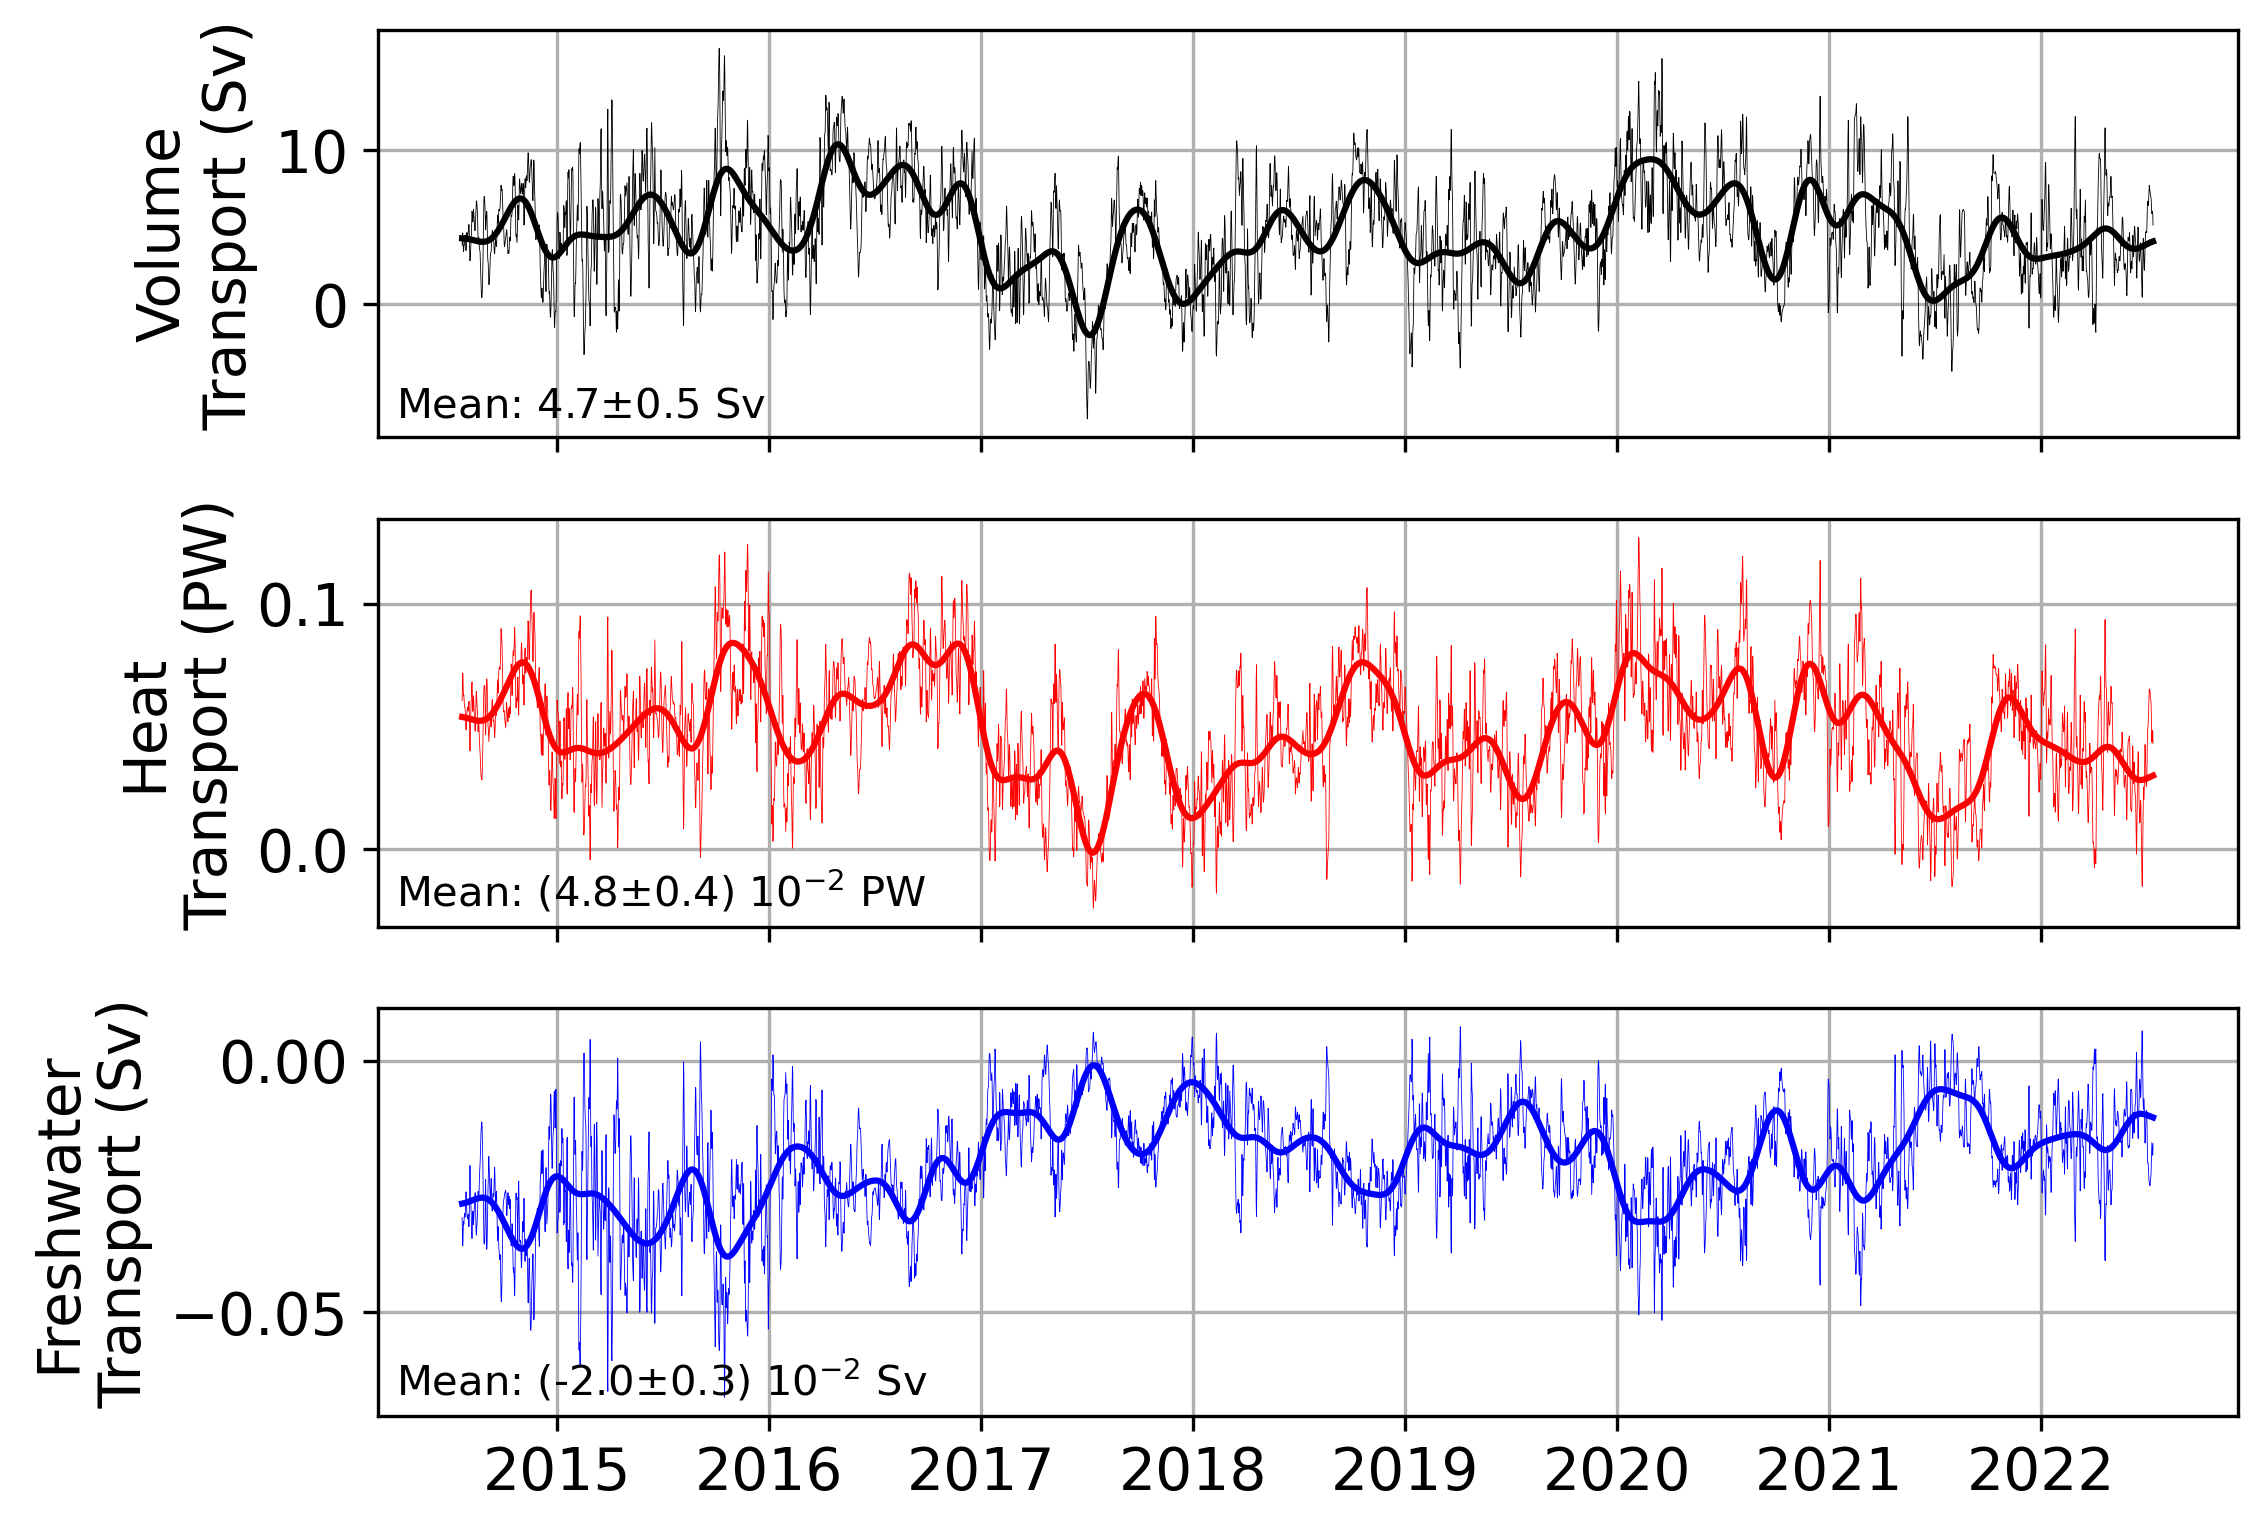 Volume
Transport (Sv)
10
0
Mean: 4.7±0.5 Sv
Heat
Transport (PW)
0.1
0.0
Mean: (4.8±0.4) 10⁻² PW
Freshwater
Transport (Sv)
0.00
−0.05
Mean: (-2.0±0.3) 10⁻² Sv
2015 2016 2017 2018 2019 2020 2021 2022